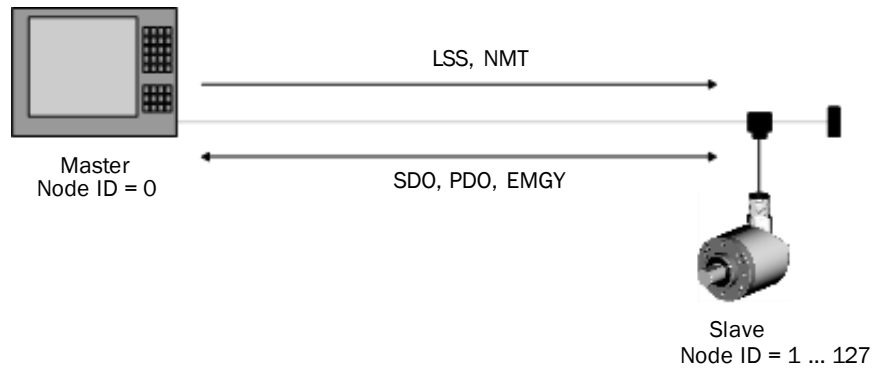 LSS, NMT
Master
Node ID = 0
SDO, PDO, EMGY
Slave
Node ID = 1 ... 127